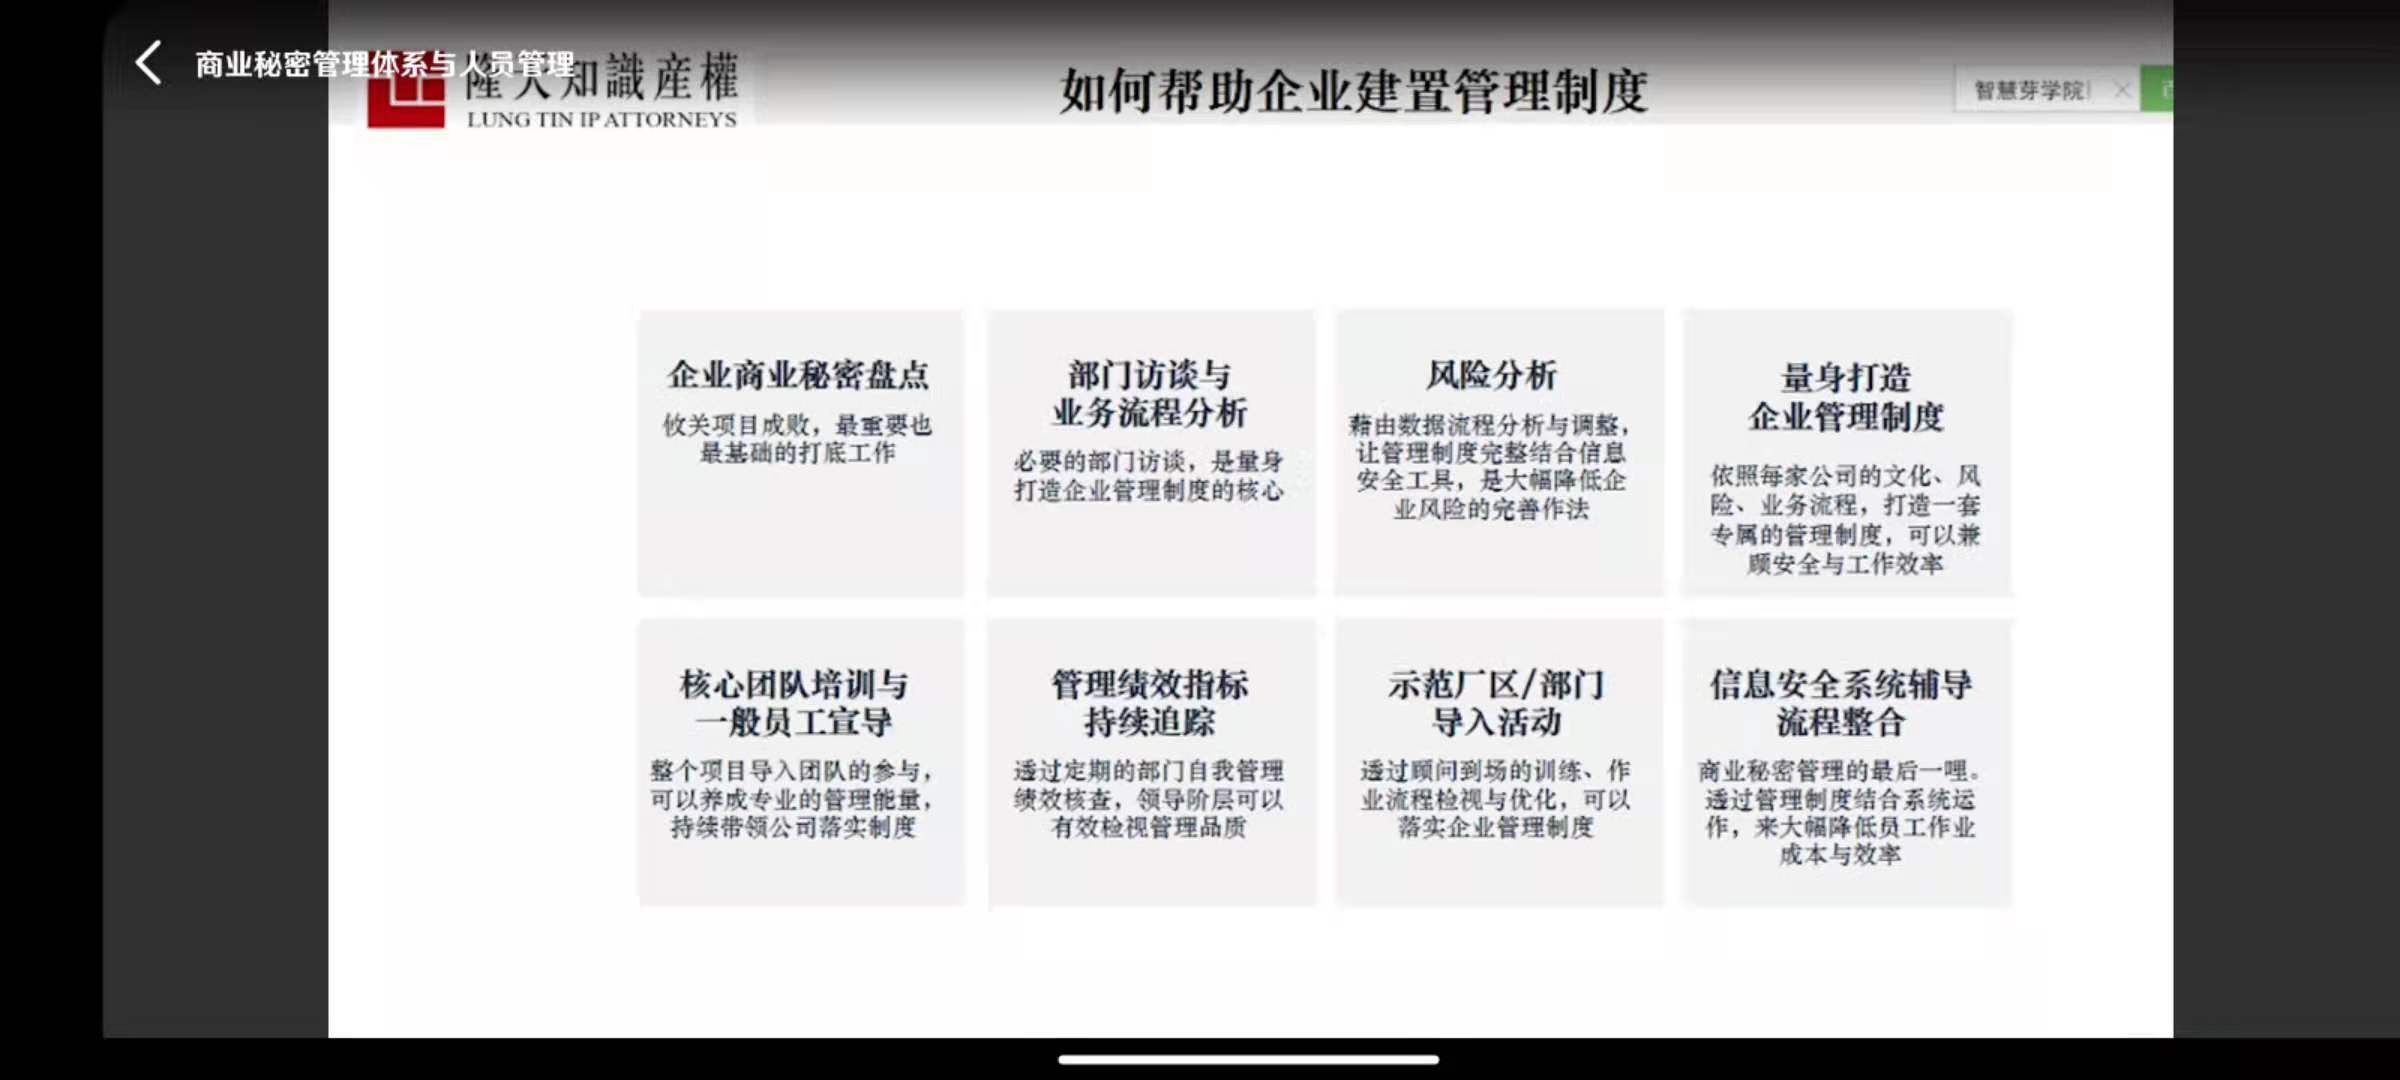 商业秘密管理体系与人员管理
隆天知識産權
LUNG TIN IP ATTORNEYS
如何帮助企业建置管理制度
智慧芽学院
企业商业秘密盘点
攸关项目成败，最重要也
最基础的打底工作
部门访谈与
业务流程分析
必要的部门访谈，是量身
打造企业管理制度的核心
风险分析
藉由数据流程分析与调整，
让管理制度完整结合信息
安全工具，是大幅降低企
业风险的完善作法
量身打造
企业管理制度
依照每家公司的文化、风
险、业务流程，打造一套
专属的管理制度，可以兼
顾安全与工作效率
核心团队培训与
一般员工宣导
整个项目导入团队的参与，
可以养成专业的管理能量，
持续带领公司落实制度
管理绩效指标
持续追踪
透过定期的部门自我管理
绩效核查，领导阶层可以
有效检视管理品质
示范厂区/部门
导入活动
透过顾问到场的训练、作
业流程检视与优化，可以
落实企业管理制度
信息安全系统辅导
流程整合
商业秘密管理的最后一哩。
透过管理制度结合系统运
作，来大幅降低员工作业
成本与效率